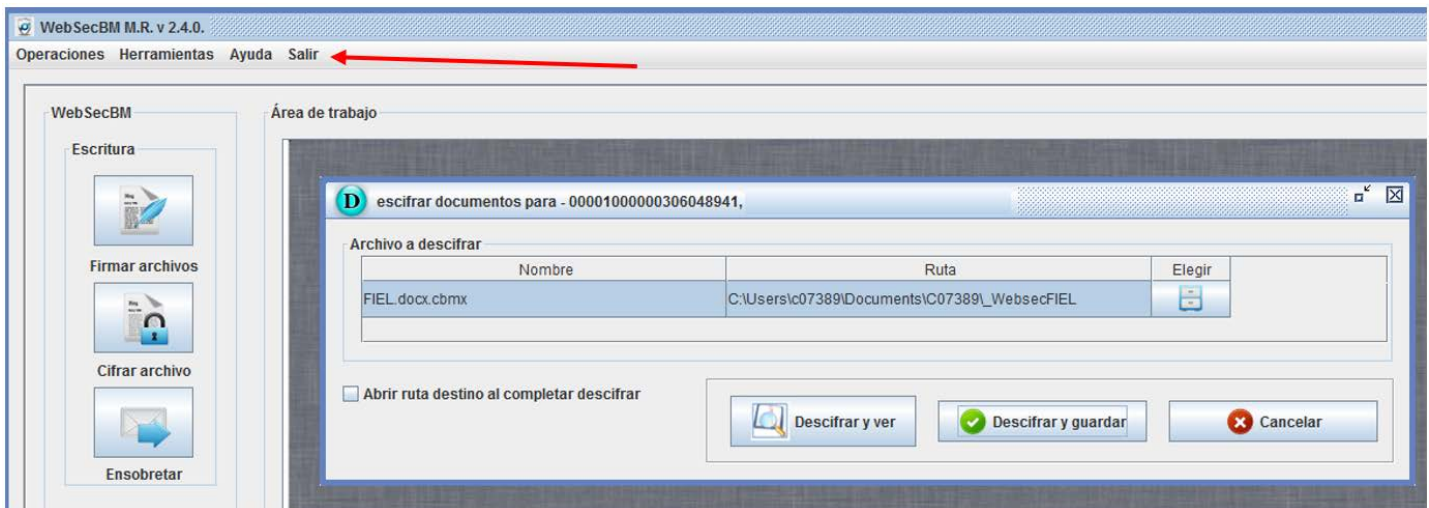 WebSecBM M.R. v 2.4.0.
Operaciones Herramientas Ayuda Salir
WebSecBM
Área de trabajo
Escritura
Firmar archivos
Cifrar archivo
Ensobretar
D escifrar documentos para - 00001000000306048941,
Archivo a descifrar
Nombre Ruta Elegir
FIEL.docx.cbmx C:\Users\c07389\Documents\C07389\_WebsecFIEL
Abrir ruta destino al completar descifrar
Descifrar y ver Descifrar y guardar Cancelar